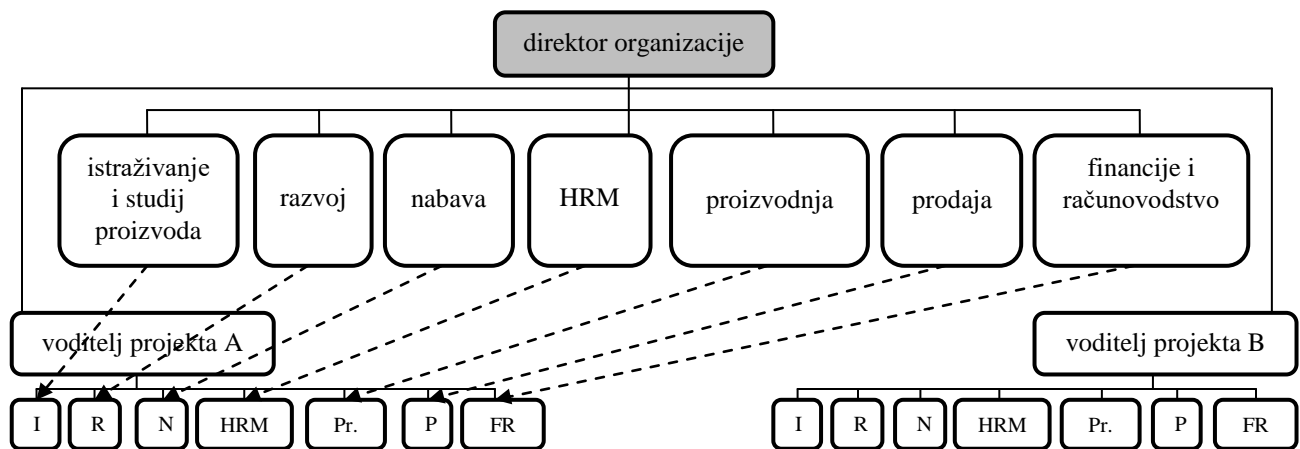 direktor organizacije
istraživanje
i studij
proizvoda
razvoj
nabava
HRM
proizvodnja
prodaja
financije i
računovodstvo
voditelj projekta A
voditelj projekta B
I
R
N
HRM
Pr.
P
FR
I
R
N
HRM
Pr.
P
FR